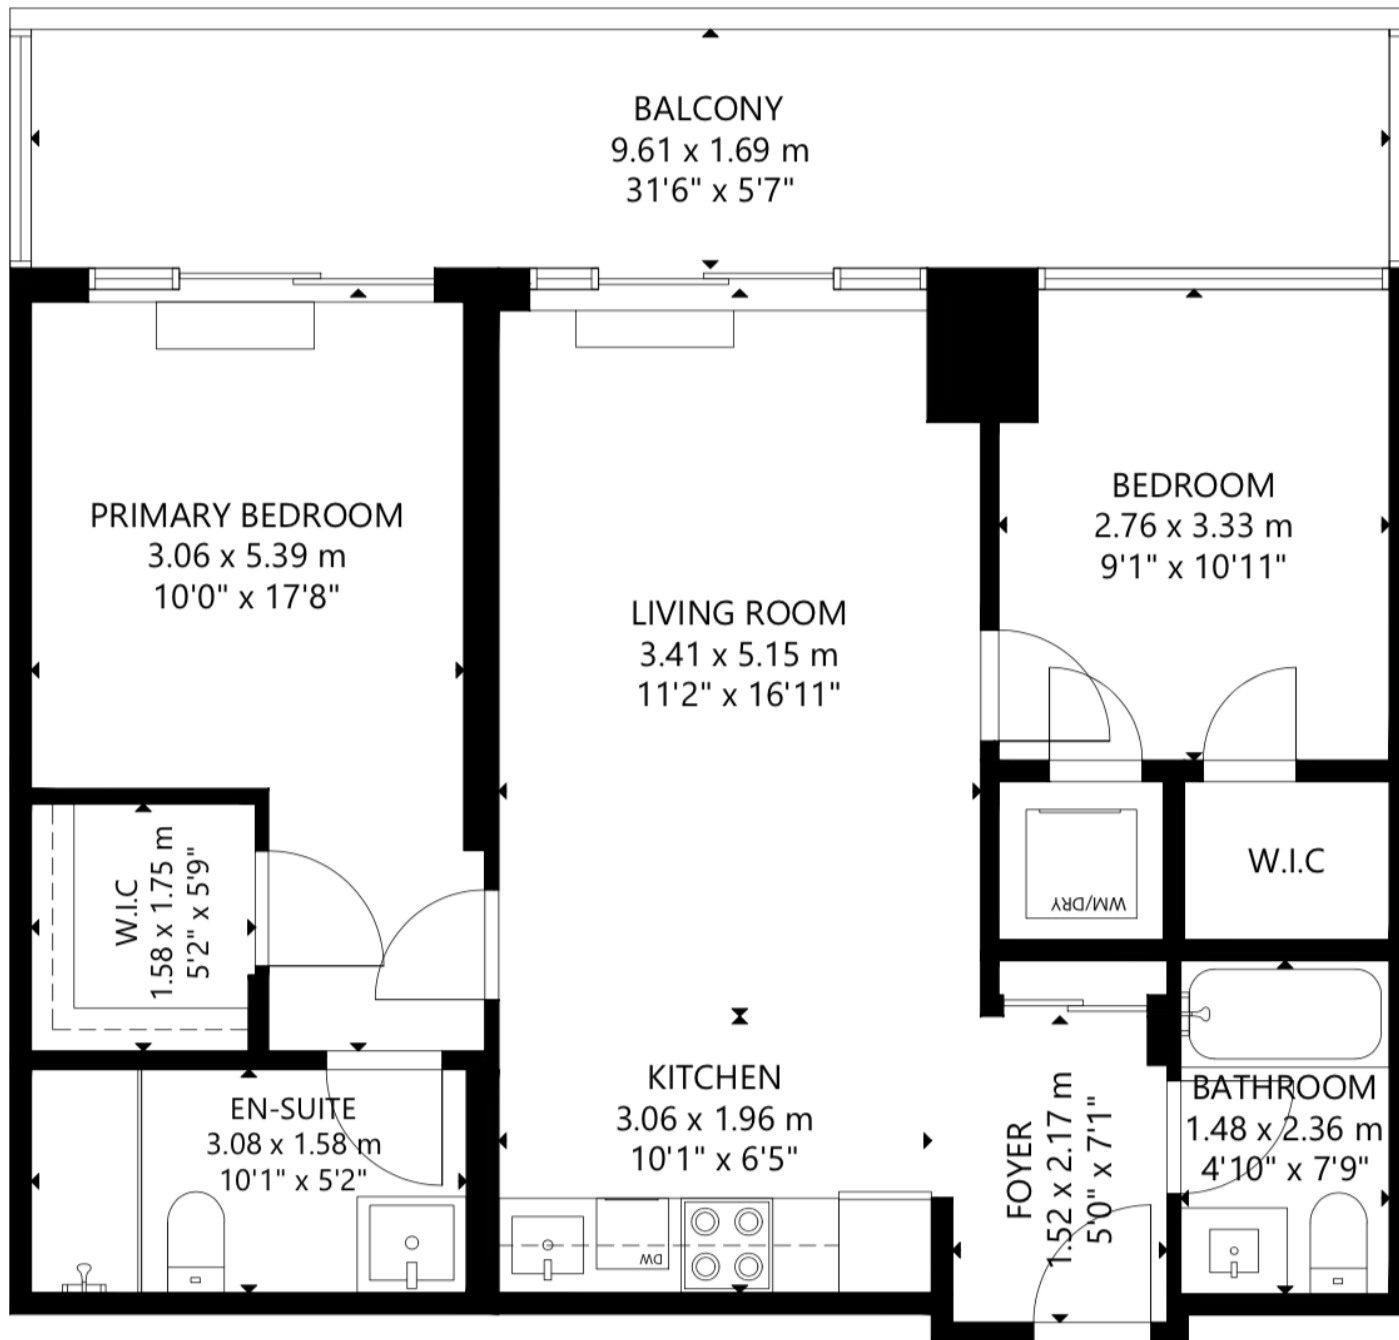 BALCONY
9.61 x 1.69 m
31'6" x 5'7"
PRIMARY BEDROOM
3.06 x 5.39 m
10'0" x 17'8"
LIVING ROOM
3.41 x 5.15 m
11'2" x 16'11"
BEDROOM
2.76 x 3.33 m
9'1" x 10'11"
W.I.C
1.58 x 1.75 m
5'2" x 5'9"
WM/DRY
W.I.C
EN-SUITE
3.08 x 1.58 m
10'1" x 5'2"
KITCHEN
3.06 x 1.96 m
10'1" x 6'5"
DW
FOYER
1.52 x 2.17 m
5'0" x 7'1"
BATHROOM
1.48 x 2.36 m
4'10" x 7'9"